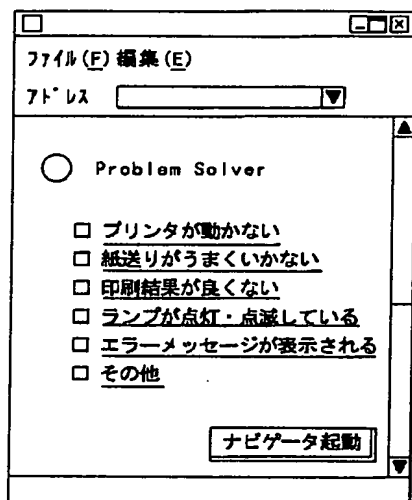 ファイル(F) 編集(E)
アドレス
Problem Solver
プリンタが動かない
紙送りがうまくいかない
印刷結果が良くない
ランプが点灯・点滅している
エラーメッセージが表示される
その他
ナビゲータ起動